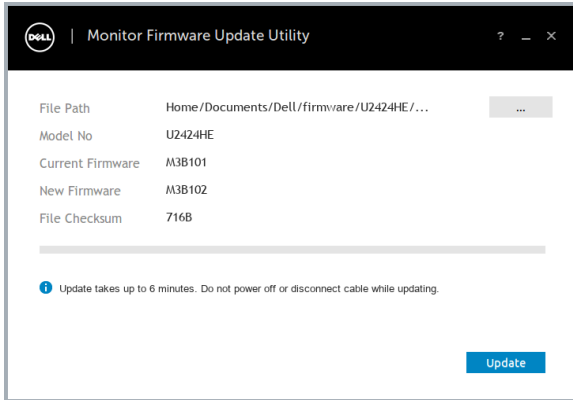 DELL | Monitor Firmware Update Utility ? _ ×
File Path Home/Documents/Dell/firmware/U2424HE/... ...
Model No U2424HE
Current Firmware M3B101
New Firmware M3B102
File Checksum 716B
i Update takes up to 6 minutes. Do not power off or disconnect cable while updating.
Update